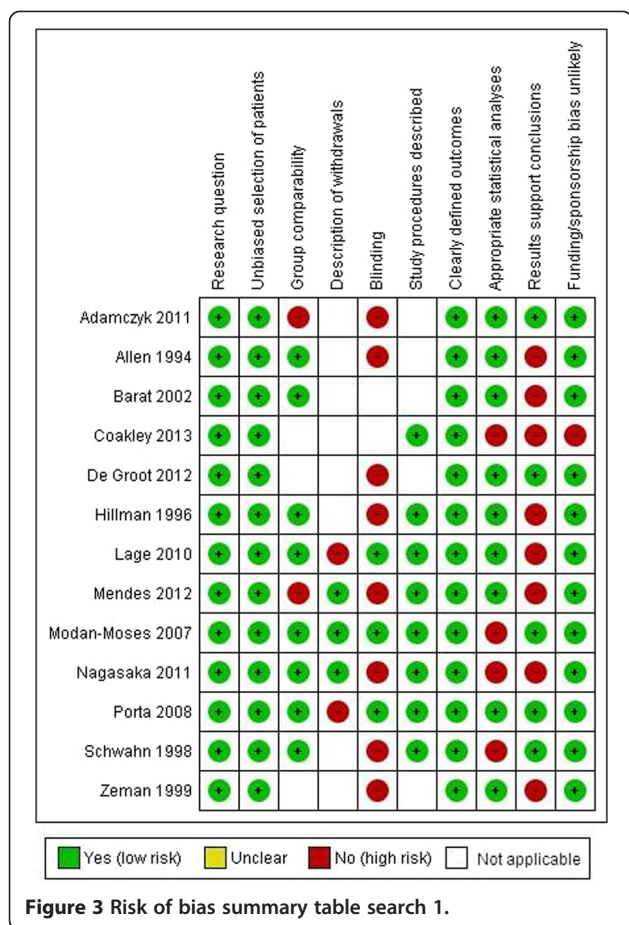 Research question
Unbiased selection of patients
Group comparability
Description of withdrawals
Blinding
Study procedures described
Clearly defined outcomes
Appropriate statistical analyses
Results support conclusions
Funding/sponsorship bias unlikely
Adamczyk 2011 + + - - + + + +
Allen 1994 + + + - + + - +
Barat 2002 + + + + + - +
Coakley 2013 + + + + - - -
De Groot 2012 + + - + + + +
Hillman 1996 + + + - + + + - +
Lage 2010 + + + - + + + + - +
Mendes 2012 + + - + - + + + - +
Modan-Moses 2007 + + + + + + + - + +
Nagasaka 2011 + + + + - + + - - +
Porta 2008 + + + - + + + + + +
Schwahn 1998 + + + - + + - + +
Zeman 1999 + + - + + - +
Yes (low risk) Unclear No (high risk) Not applicable
Figure 3 Risk of bias summary table search 1.